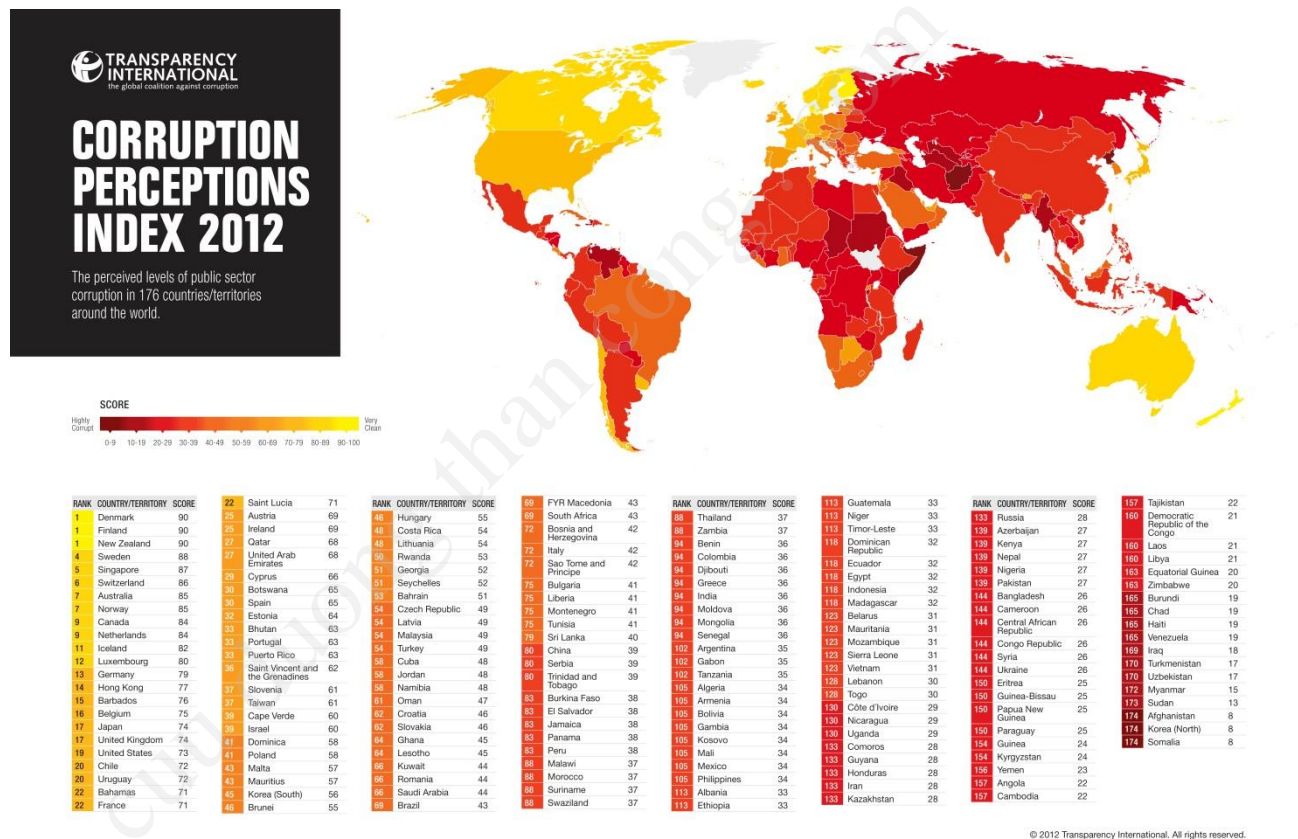 TRANSPARENCY
INTERNATIONAL
the global coalition against corruption
CORRUPTION
PERCEPTIONS
INDEX 2012
The perceived levels of public sector
corruption in 176 countries/territories
around the world.
SCORE
Highly
Corrupt
Very
Clean
0-9 10-19 20-29 30-39 40-49 50-59 60-69 70-79 80-89 90-100
RANK COUNTRY/TERRITORY SCORE
1 Denmark 90
1 Finland 90
1 New Zealand 90
4 Sweden 88
5 Singapore 87
6 Switzerland 86
7 Australia 85
7 Norway 85
9 Canada 84
9 Netherlands 84
11 Iceland 82
12 Luxembourg 80
13 Germany 79
14 Hong Kong 77
15 Barbados 76
16 Belgium 75
17 Japan 74
17 United Kingdom 74
19 United States 73
20 Chile 72
20 Uruguay 72
22 Bahamas 71
22 France 71
22 Saint Lucia 71
25 Austria 69
25 Ireland 69
27 Qatar 68
27 United Arab 68
Emirates
29 Cyprus 66
30 Botswana 65
30 Spain 65
32 Estonia 64
33 Bhutan 63
33 Portugal 63
33 Puerto Rico 63
36 Saint Vincent and 62
the Grenadines
37 Slovenia 61
37 Taiwan 61
39 Cape Verde 60
39 Israel 60
41 Dominica 58
41 Poland 58
43 Malta 57
43 Mauritius 57
45 Korea (South) 56
46 Brunei 55
RANK COUNTRY/TERRITORY SCORE
46 Hungary 55
48 Costa Rica 54
48 Lithuania 54
50 Rwanda 53
51 Georgia 52
51 Seychelles 52
53 Bahrain 51
54 Czech Republic 49
54 Latvia 49
54 Malaysia 49
54 Turkey 49
58 Cuba 48
58 Jordan 48
58 Namibia 48
61 Oman 47
62 Croatia 46
62 Slovakia 46
64 Ghana 45
64 Lesotho 45
66 Kuwait 44
66 Romania 44
66 Saudi Arabia 44
69 Brazil 43
69 FYR Macedonia 43
69 South Africa 43
72 Bosnia and 42
Herzegovina
72 Italy 42
72 Sao Tome and 42
Principe
75 Bulgaria 41
75 Liberia 41
75 Montenegro 41
75 Tunisia 41
79 Sri Lanka 40
80 China 39
80 Serbia 39
80 Trinidad and 39
Tobago
83 Burkina Faso 38
83 El Salvador 38
83 Jamaica 38
83 Panama 38
83 Peru 38
88 Malawi 37
88 Morocco 37
88 Suriname 37
88 Swaziland 37
RANK COUNTRY/TERRITORY SCORE
88 Thailand 37
88 Zambia 37
94 Benin 36
94 Colombia 36
94 Djibouti 36
94 Greece 36
94 India 36
94 Moldova 36
94 Mongolia 36
94 Senegal 36
102 Argentina 35
102 Gabon 35
102 Tanzania 35
105 Algeria 34
105 Armenia 34
105 Bolivia 34
105 Gambia 34
105 Kosovo 34
105 Mali 34
105 Mexico 34
105 Philippines 34
113 Albania 33
113 Ethiopia 33
113 Guatemala 33
113 Niger 33
113 Timor-Leste 33
118 Dominican 32
Republic
118 Ecuador 32
118 Egypt 32
118 Indonesia 32
118 Madagascar 32
123 Belarus 31
123 Mauritania 31
123 Mozambique 31
123 Sierra Leone 31
123 Vietnam 31
128 Lebanon 30
128 Togo 30
130 Côte d'Ivoire 29
130 Nicaragua 29
130 Uganda 29
133 Comoros 28
133 Guyana 28
133 Honduras 28
133 Iran 28
133 Kazakhstan 28
RANK COUNTRY/TERRITORY SCORE
133 Russia 28
139 Azerbaijan 27
139 Kenya 27
139 Nepal 27
139 Nigeria 27
139 Pakistan 27
144 Bangladesh 26
144 Cameroon 26
144 Central African 26
Republic
144 Congo Republic 26
144 Syria 26
144 Ukraine 26
150 Eritrea 25
150 Guinea-Bissau 25
150 Papua New 25
Guinea
150 Paraguay 25
154 Guinea 24
154 Kyrgyzstan 24
156 Yemen 23
157 Angola 22
157 Cambodia 22
157 Tajikistan 22
160 Democratic 21
Republic of the
Congo
160 Laos 21
160 Libya 21
163 Equatorial Guinea 20
163 Zimbabwe 20
165 Burundi 19
165 Chad 19
165 Haiti 19
165 Venezuela 19
169 Iraq 18
170 Turkmenistan 17
170 Uzbekistan 17
172 Myanmar 15
173 Sudan 13
174 Afghanistan 8
174 Korea (North) 8
174 Somalia 8
© 2012 Transparency International. All rights reserved.